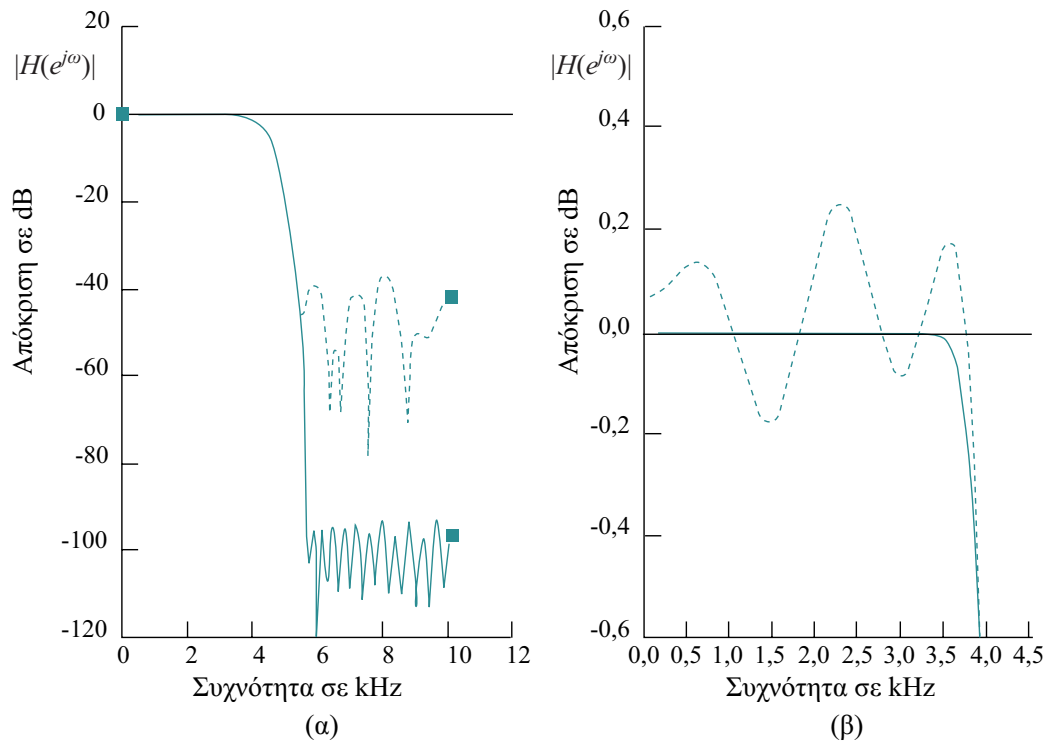 20
|H(e^{jω})|
0
-20
-40
-60
-80
-100
-120
Απόκριση σε dB
0 2 4 6 8 10 12
Συχνότητα σε kHz
(α)
0,6
|H(e^{jω})|
0,4
0,2
0,0
-0,2
-0,4
-0,6
Απόκριση σε dB
0,0 0,5 1,0 1,5 2,0 2,5 3,0 3,5 4,0 4,5
Συχνότητα σε kHz
(β)